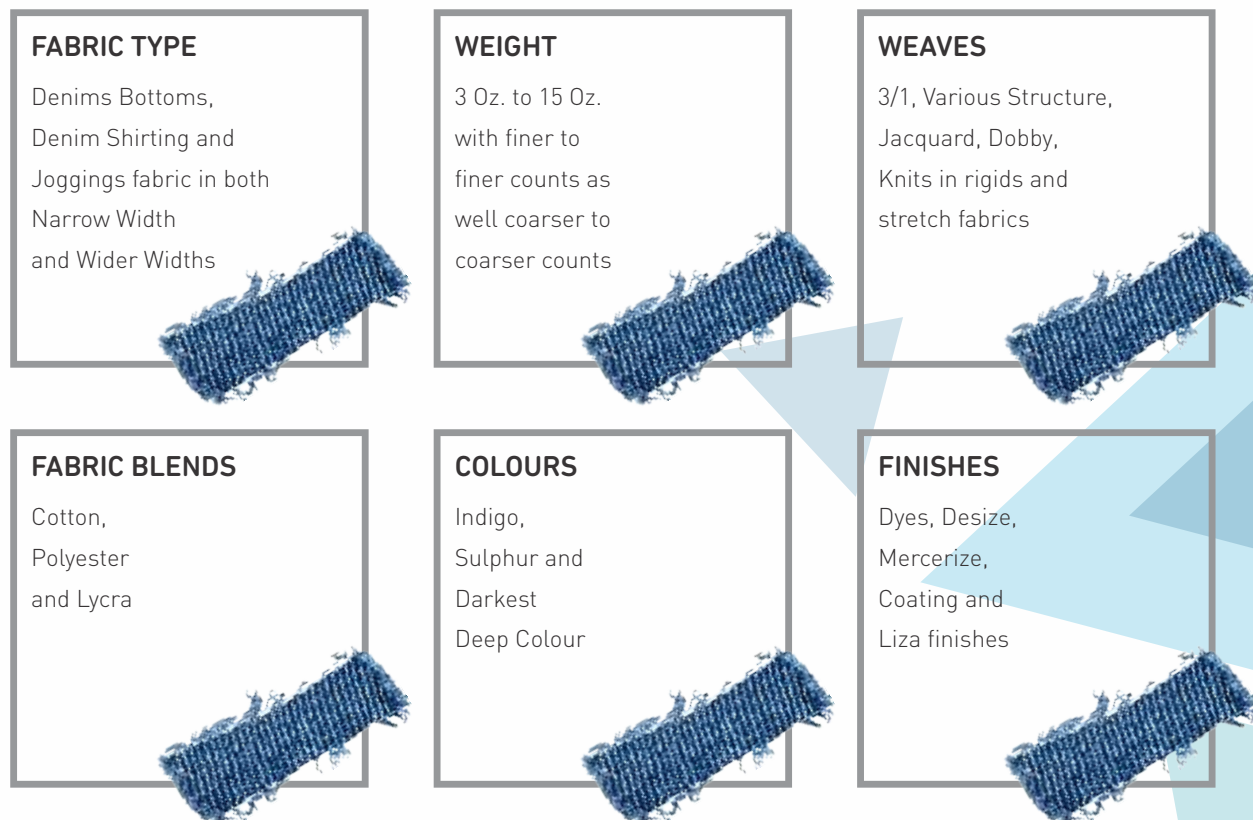 FABRIC TYPE
Denims Bottoms,
Denim Shirting and
Joggings fabric in both
Narrow Width
and Wider Widths
WEIGHT
3 Oz. to 15 Oz.
with finer to
finer counts as
well coarser to
coarser counts
WEAVES
3/1, Various Structure,
Jacquard, Dobby,
Knits in rigids and
stretch fabrics
FABRIC BLENDS
Cotton,
Polyester
and Lycra
COLOURS
Indigo,
Sulphur and
Darkest
Deep Colour
FINISHES
Dyes, Desize,
Mercerize,
Coating and
Liza finishes